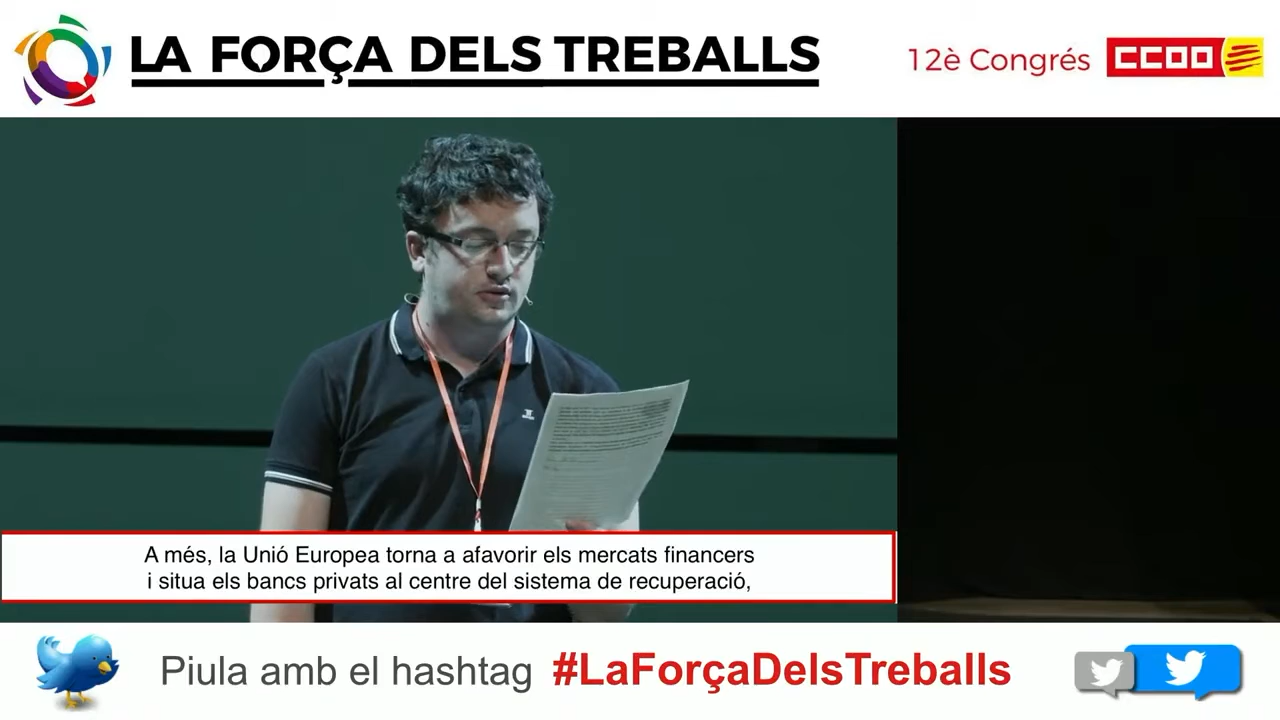 LA FORÇA DELS TREBALLS
12è Congrés CCOO
A més, la Unió Europea torna a afavorir els mercats financers
i situa els bancs privats al centre del sistema de recuperació,
Piula amb el hashtag #LaForçaDelsTreballs